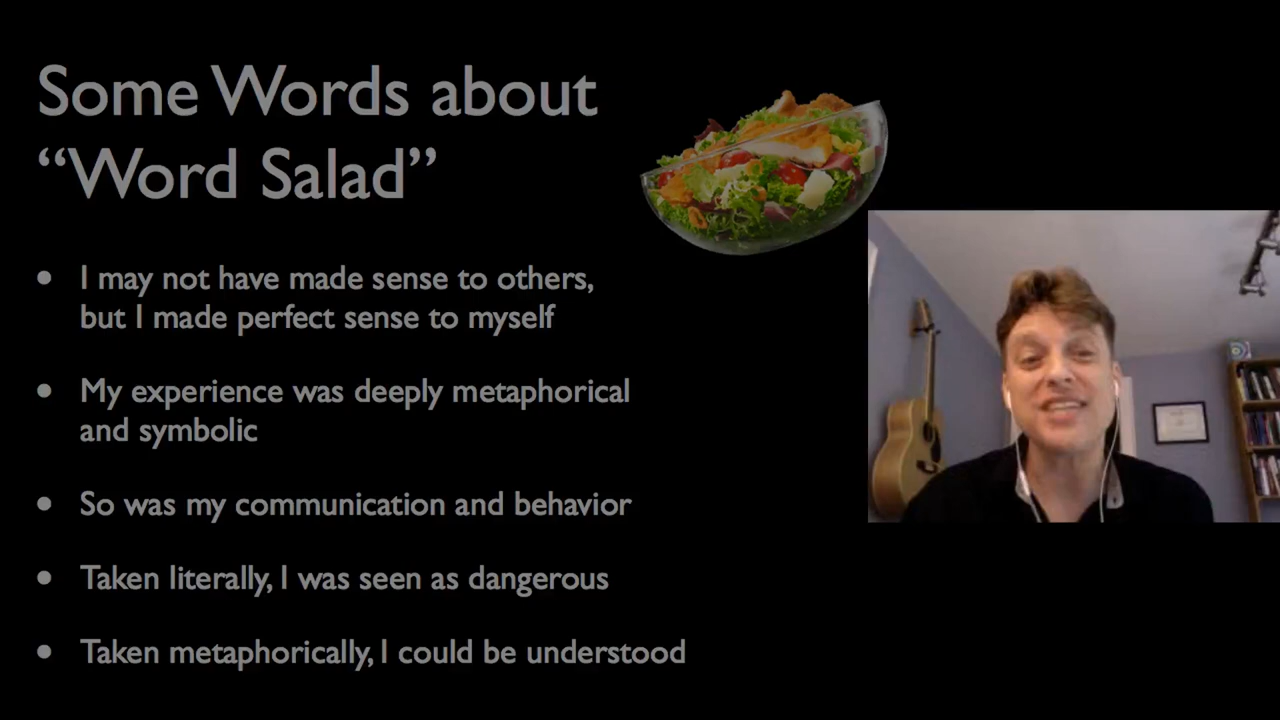 Some Words about
“Word Salad”
• I may not have made sense to others,
but I made perfect sense to myself
• My experience was deeply metaphorical
and symbolic
• So was my communication and behavior
• Taken literally, I was seen as dangerous
• Taken metaphorically, I could be understood